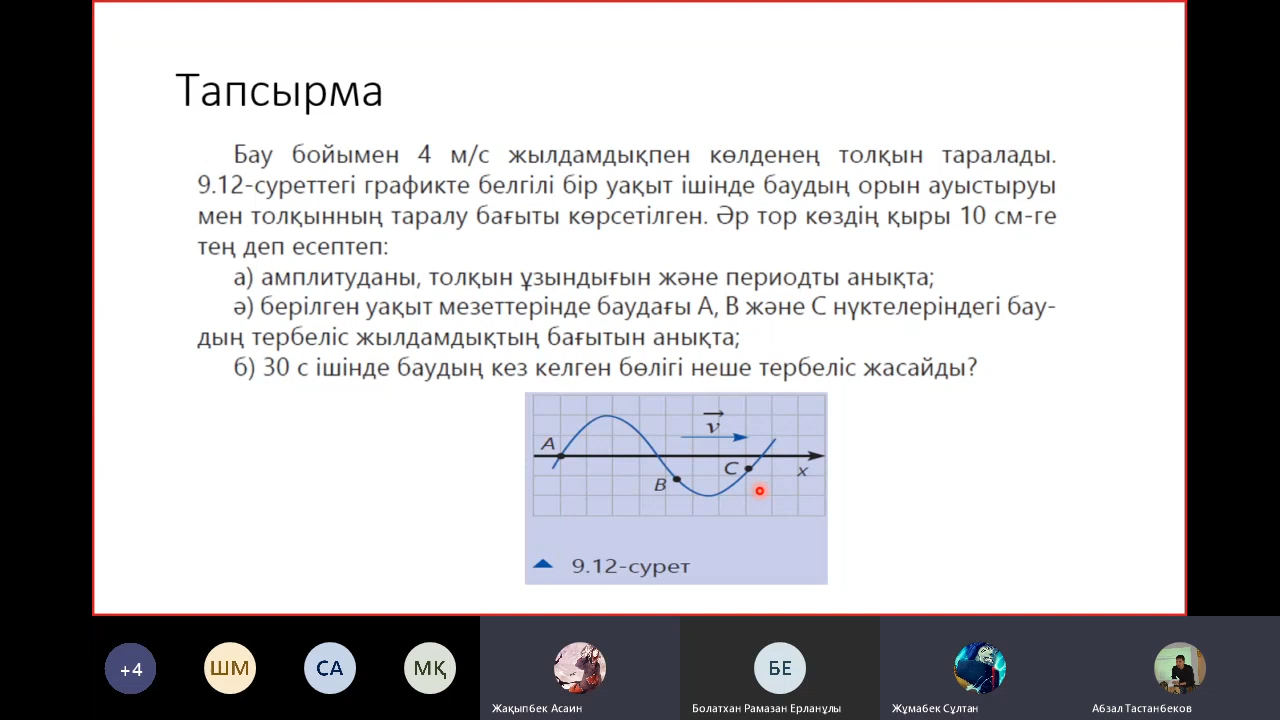 Тапсырма
Бау бойымен 4 м/с жылдамдықпен көлденең толқын таралады.
9.12-суреттегі графикте белгілі бір уақыт ішінде баудың орын ауыстыруы
мен толқынның таралу бағыты көрсетілген. Әр тор көздің қыры 10 см-ге
тең деп есептеп:
а) амплитуданы, толқын ұзындығын және периодты анықта;
ә) берілген уақыт мезеттерінде баудағы А, В және С нүктелеріндегі бау-
дың тербеліс жылдамдықтың бағытын анықта;
б) 30 с ішінде баудың кез келген бөлігі неше тербеліс жасайды?
A
v
B
C
x
9.12-сурет
+4
ШМ
СА
МҚ
БЕ
Жақыпбек Асаин
Болатхан Рамазан Ерланұлы
Жұмабек Сұлтан
Абзал Тастанбеков